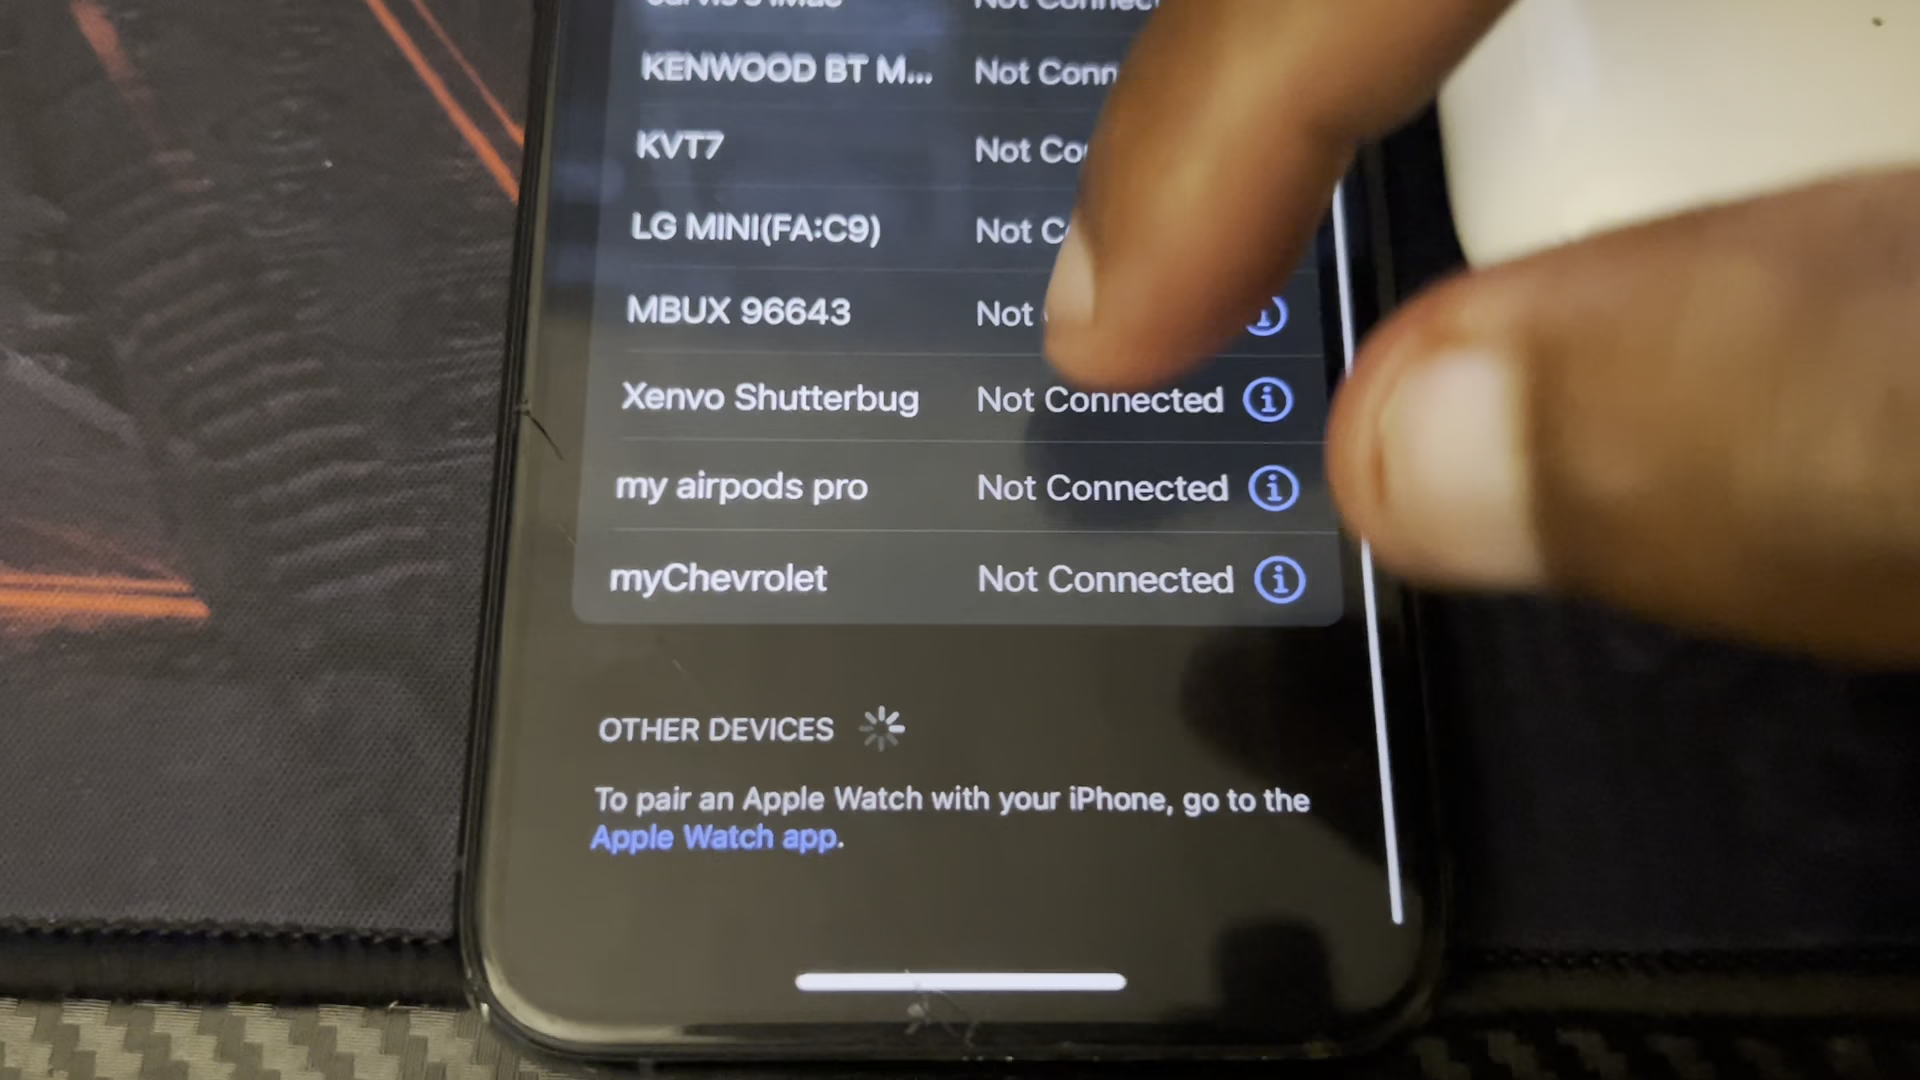 KENWOOD BT M... Not Conn
KVT7 Not Co
LG MINI(FA:C9) Not C
MBUX 96643 Not
Xenvo Shutterbug Not Connected
my airpods pro Not Connected
myChevrolet Not Connected
OTHER DEVICES
To pair an Apple Watch with your iPhone, go to the
Apple Watch app.